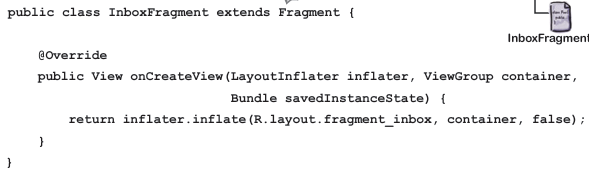 public class InboxFragment extends Fragment {
InboxFragment
@Override
public View onCreateView(LayoutInflater inflater, ViewGroup container,
Bundle savedInstanceState) {
return inflater.inflate(R.layout.fragment_inbox, container, false);
}
}